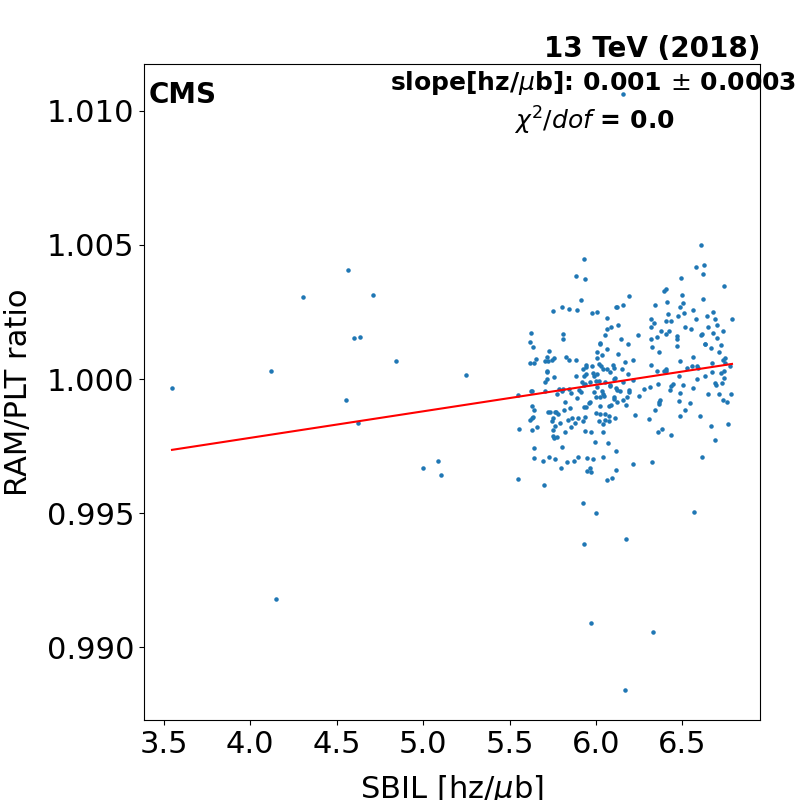 13 TeV (2018)
CMS
slope[hz/μb]: 0.001 ± 0.0003
χ²/dof = 0.0
1.010
1.005
1.000
0.995
0.990
RAM/PLT ratio
3.5 4.0 4.5 5.0 5.5 6.0 6.5
SBIL [hz/μb]